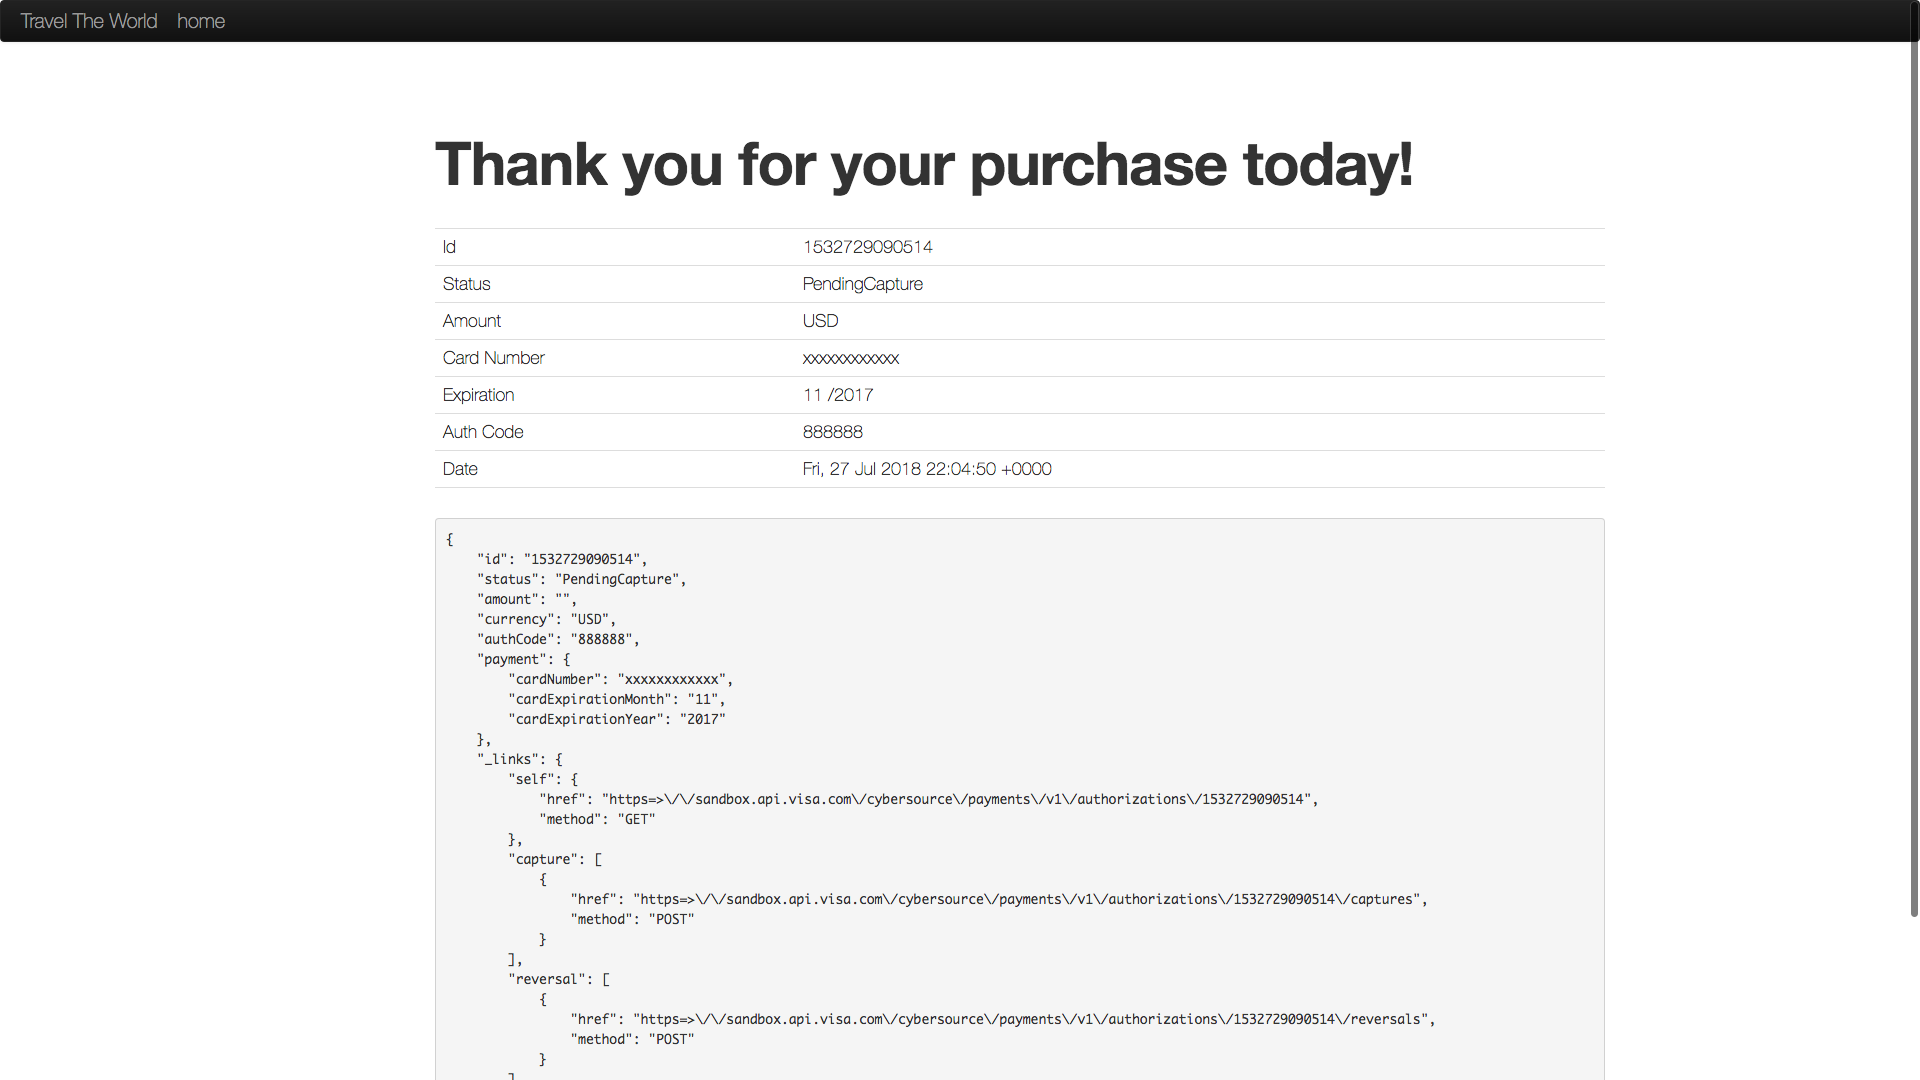 Travel The World home
Thank you for your purchase today!
Id 1532729090514
Status PendingCapture
Amount USD
Card Number xxxxxxxxxxxx
Expiration 11 /2017
Auth Code 888888
Date Fri, 27 Jul 2018 22:04:50 +0000
{
    "id": "1532729090514",
    "status": "PendingCapture",
    "amount": "",
    "currency": "USD",
    "authCode": "888888",
    "payment": {
        "cardNumber": "xxxxxxxxxxxx",
        "cardExpirationMonth": "11",
        "cardExpirationYear": "2017"
    },
    "_links": {
        "self": {
            "href": "https=>\/\/sandbox.api.visa.com\/cybersource\/payments\/v1\/authorizations\/1532729090514",
            "method": "GET"
        },
        "capture": [
            {
                "href": "https=>\/\/sandbox.api.visa.com\/cybersource\/payments\/v1\/authorizations\/1532729090514\/captures",
                "method": "POST"
            }
        ],
        "reversal": [
            {
                "href": "https=>\/\/sandbox.api.visa.com\/cybersource\/payments\/v1\/authorizations\/1532729090514\/reversals",
                "method": "POST"
            }
        ]